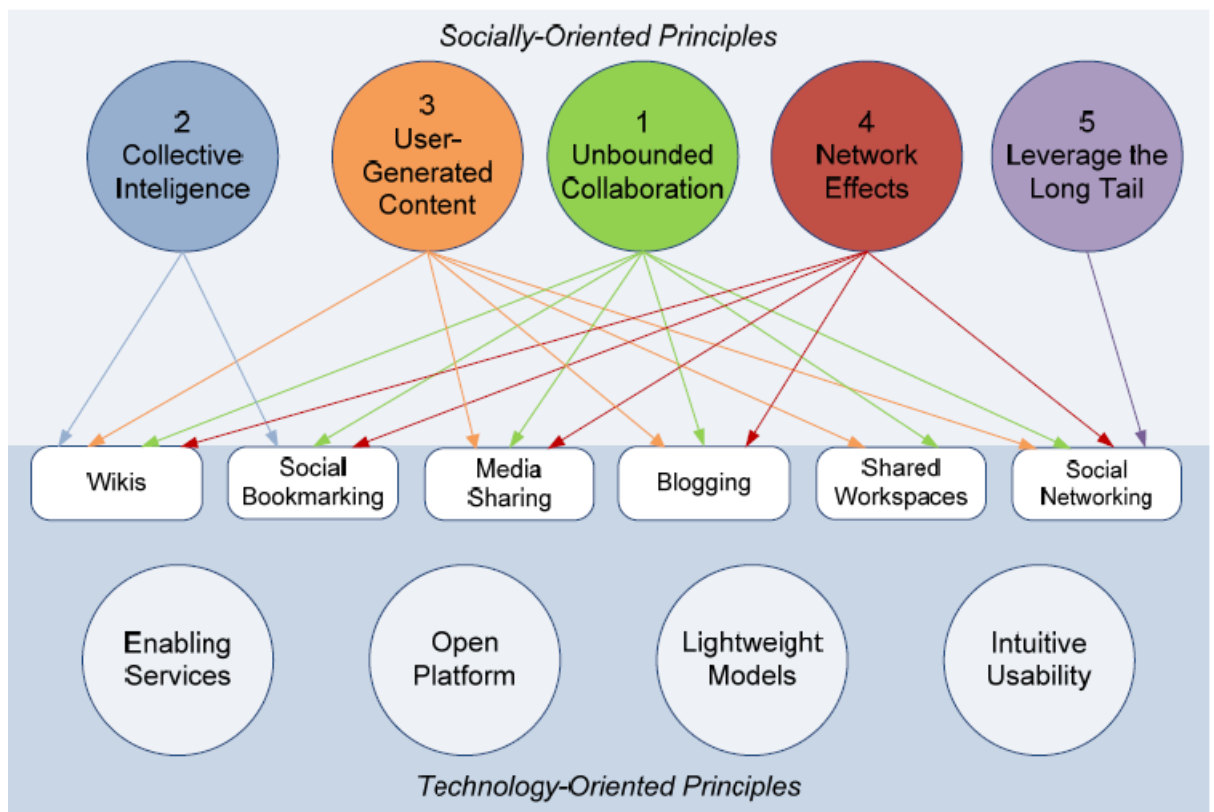 Socially-Oriented Principles
2
Collective
Inteligence
3
User-
Generated
Content
1
Unbounded
Collaboration
4
Network
Effects
5
Leverage the
Long Tail
Wikis
Social
Bookmarking
Media
Sharing
Blogging
Shared
Workspaces
Social
Networking
Enabling
Services
Open
Platform
Lightweight
Models
Intuitive
Usability
Technology-Oriented Principles